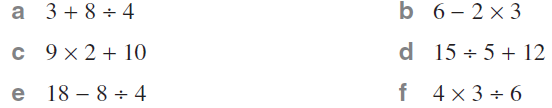 a 3 + 8 ÷ 4 b 6 – 2 × 3
c 9 × 2 + 10 d 15 ÷ 5 + 12
e 18 – 8 ÷ 4 f 4 × 3 ÷ 6